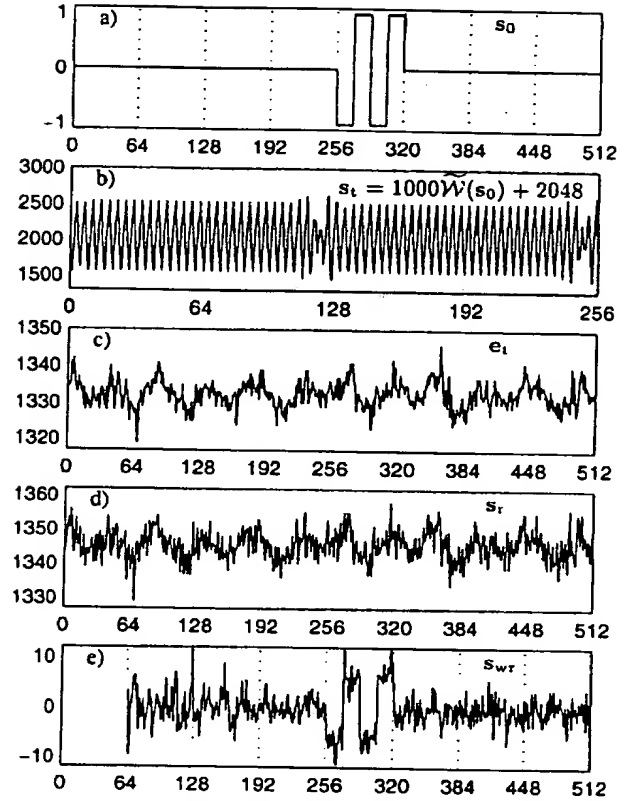 1
a)
s₀
0
-1
0 64 128 192 256 320 384 448 512
3000
b)
sₜ = 1000𝒲̃(s₀) + 2048
2500
2000
1500
0 64 128 192 256
1350
c)
eₜ
1340
1330
1320
0 64 128 192 256 320 384 448 512
1360
d)
sᵣ
1350
1340
1330
0 64 128 192 256 320 384 448 512
10
e)
s_wr
0
-10
0 64 128 192 256 320 384 448 512